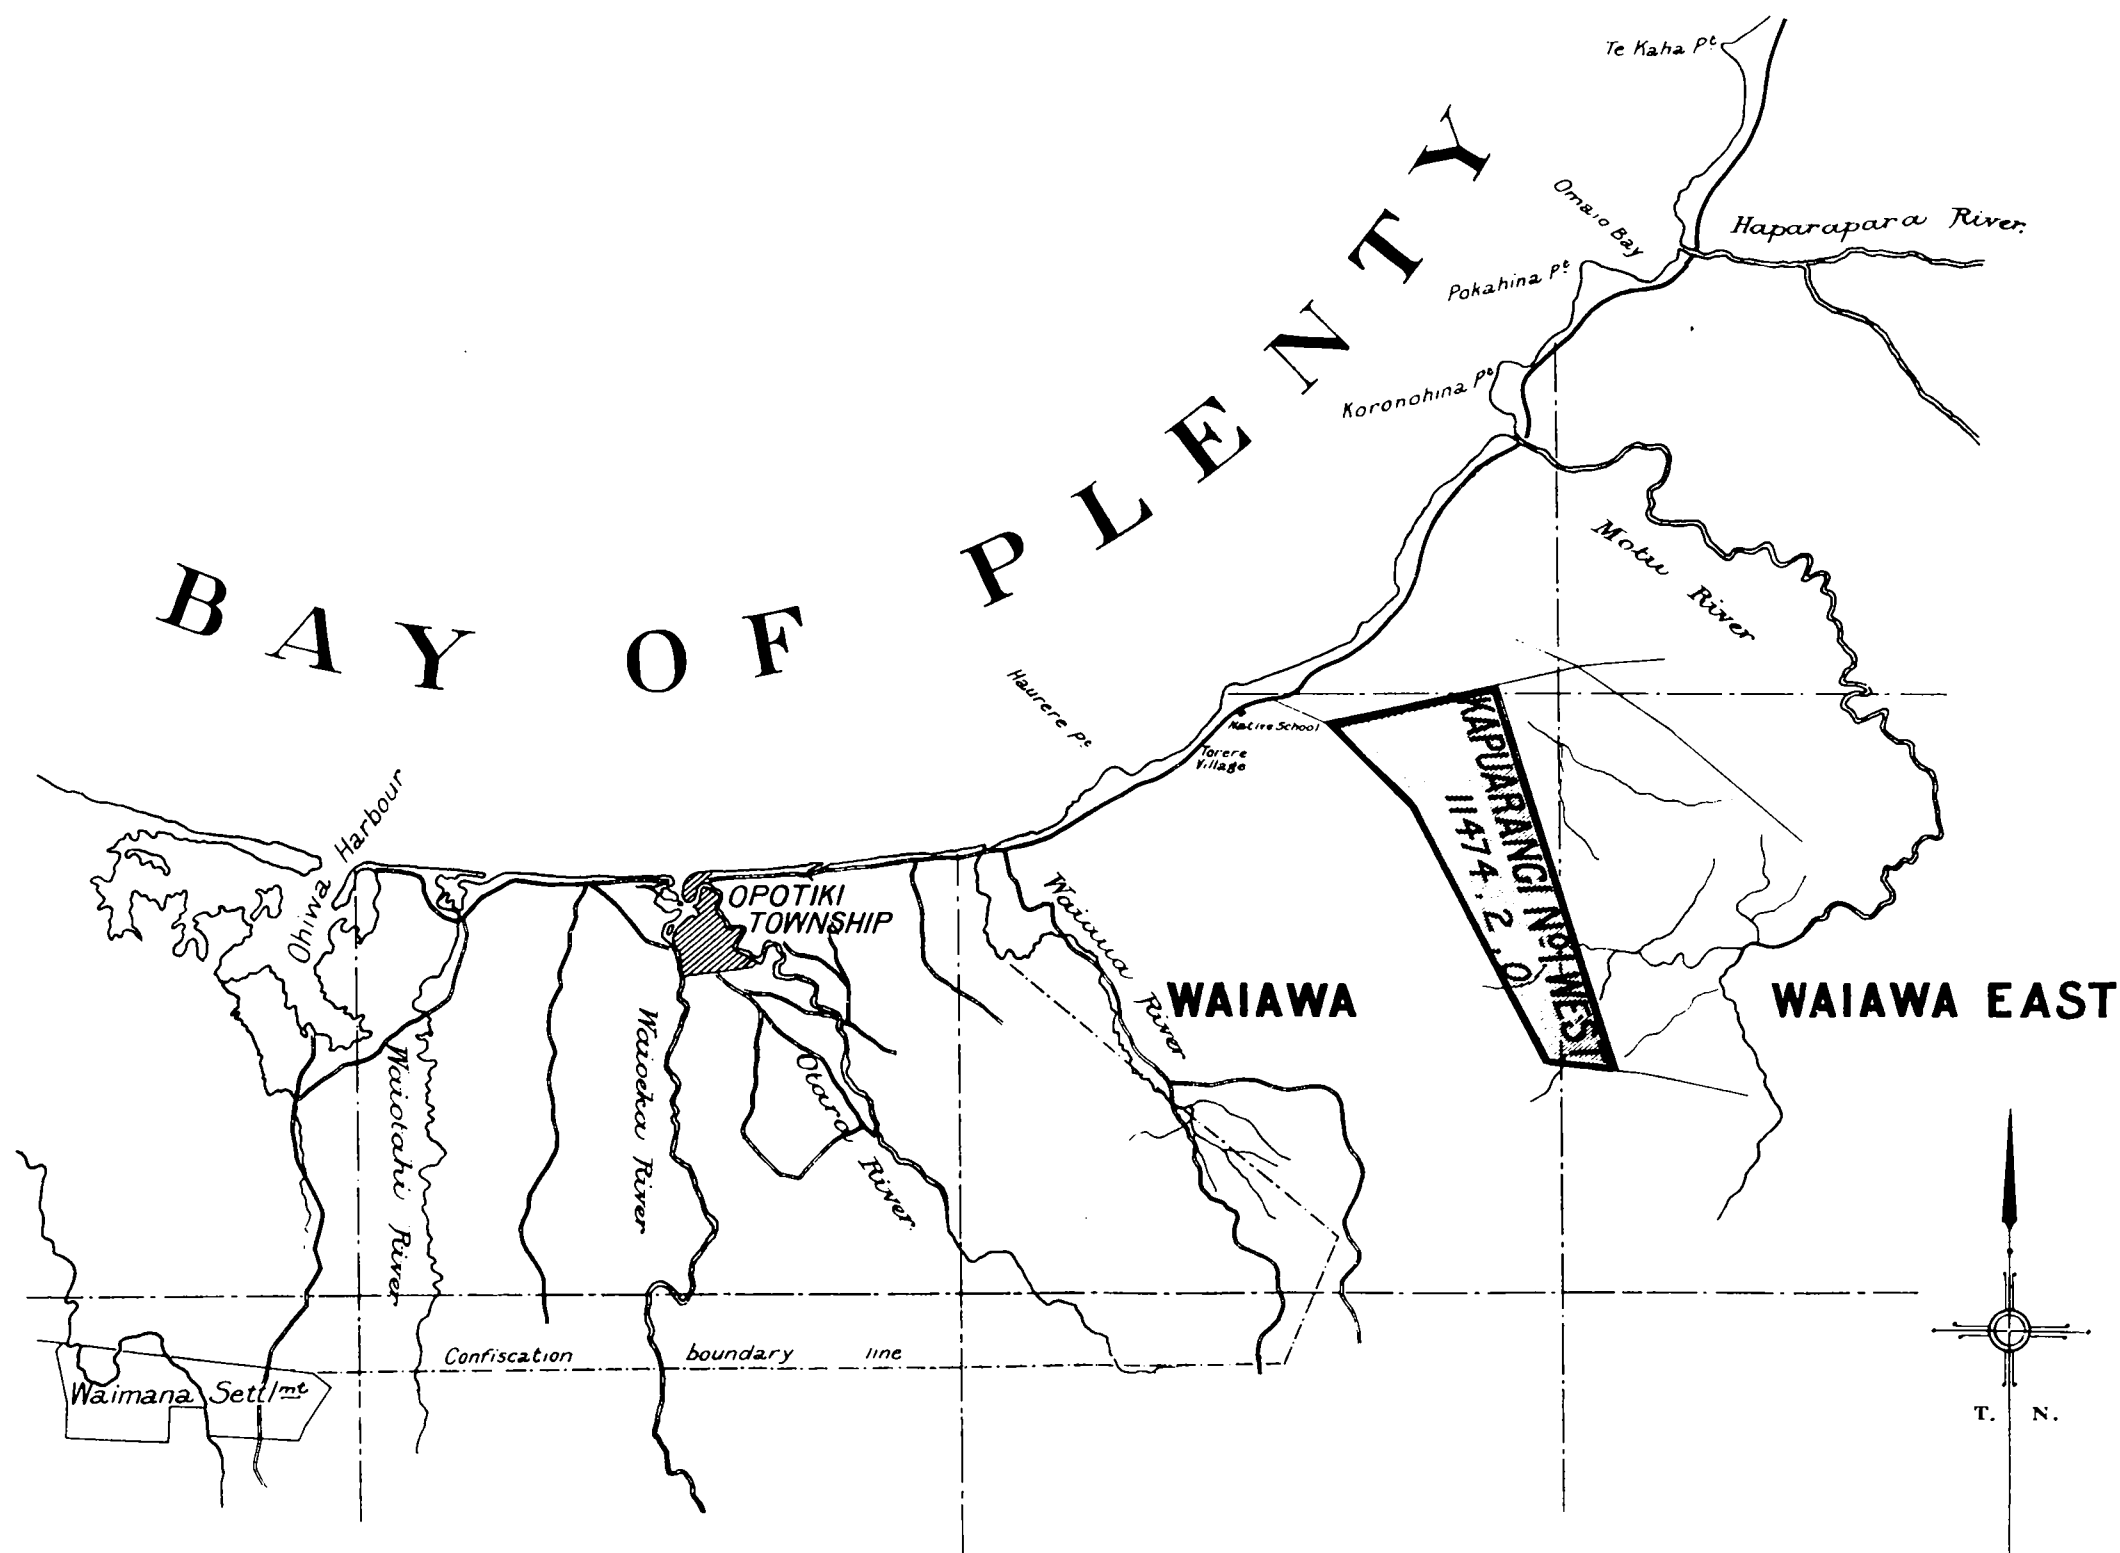 Te Kaha Pt
Omaio Bay
Haparapara River.
Pokahina Pt
Koronohina Pt
BAY OF PLENTY
Motu River
Haurere Pt
Native School
Torere
Village
KAPUARANGI No 1 WEST
11474.2.0
Ohiwa Harbour
OPOTIKI
TOWNSHIP
Waiaua River
WAIAWA
WAIAWA EAST
Waiotahi River
Waioeka River
Otara River
Confiscation boundary line
Waimana Settlmt
T. N.